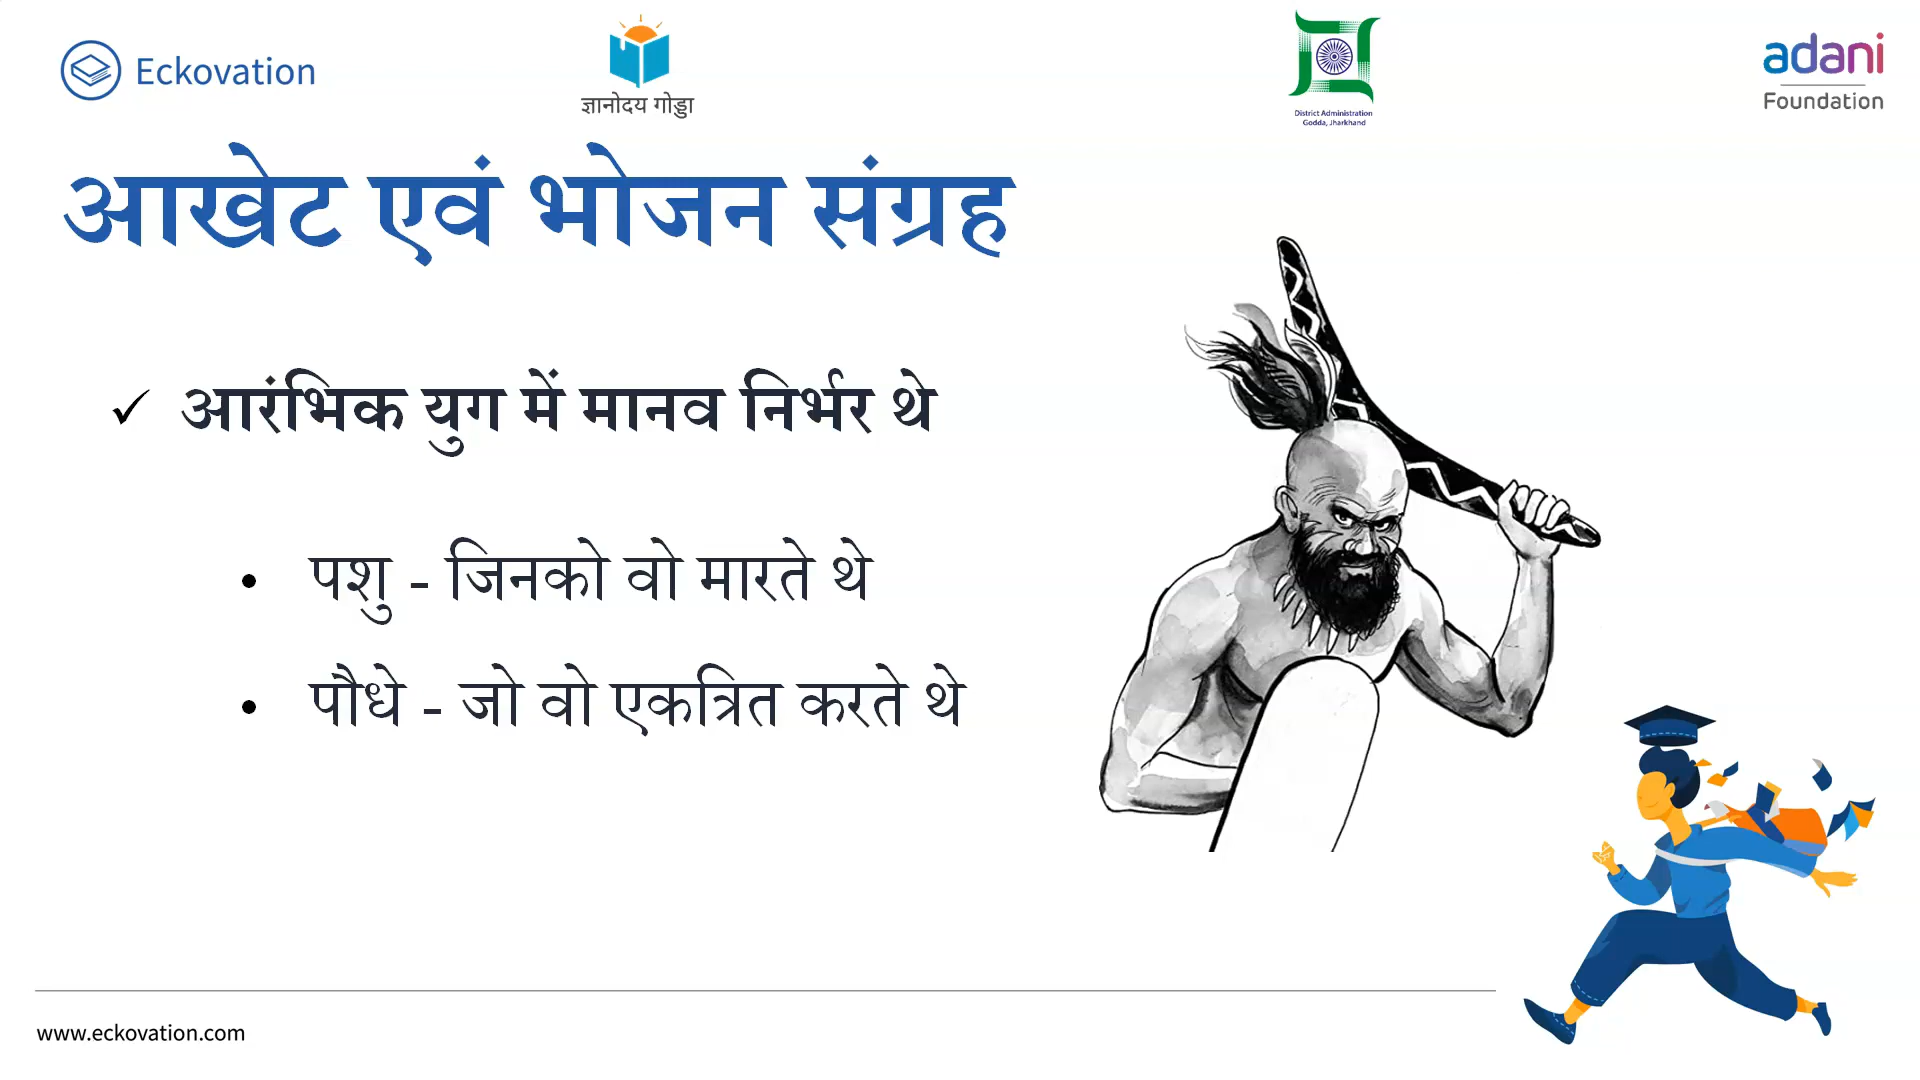 Eckovation
ज्ञानोदय गोड्डा
District Administration
Godda, Jharkhand
adani
Foundation
आखेट एवं भोजन संग्रह
✓ आरंभिक युग में मानव निर्भर थे
• पशु - जिनको वो मारते थे
• पौधे - जो वो एकत्रित करते थे
www.eckovation.com